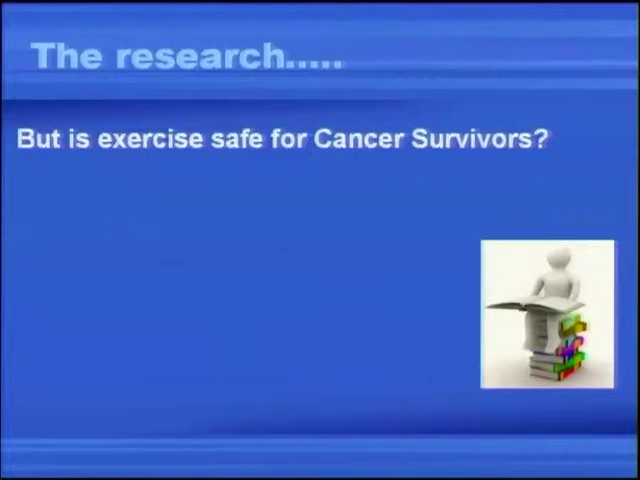 The research.....
But is exercise safe for Cancer Survivors?